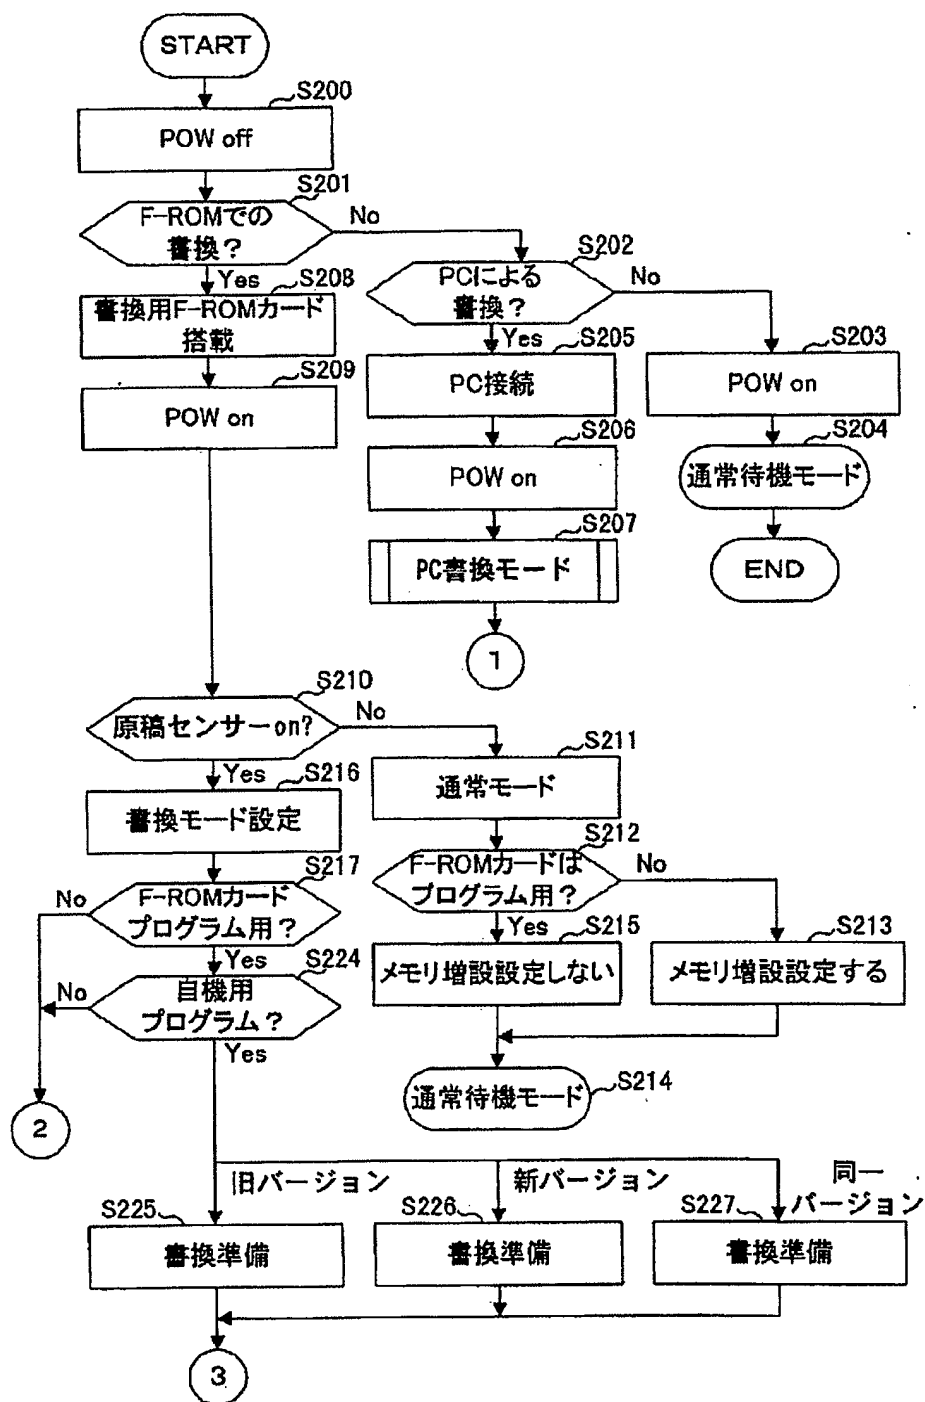 START
S200
POW off
S201
F-ROMでの
書換？
No
Yes
S202
PCによる
書換？
No
Yes
S208
書換用F-ROMカード
搭載
S205
PC接続
S203
POW on
S209
POW on
S206
POW on
S204
通常待機モード
S207
PC書換モード
END
1
S210
原稿センサーon?
No
Yes
S211
通常モード
S216
書換モード設定
S212
F-ROMカードは
プログラム用？
No
Yes
S217
F-ROMカード
プログラム用？
No
Yes
S215
メモリ増設設定しない
S213
メモリ増設設定する
S224
自機用
プログラム？
No
Yes
S214
通常待機モード
2
旧バージョン
新バージョン
同一
バージョン
S225
書換準備
S226
書換準備
S227
書換準備
3